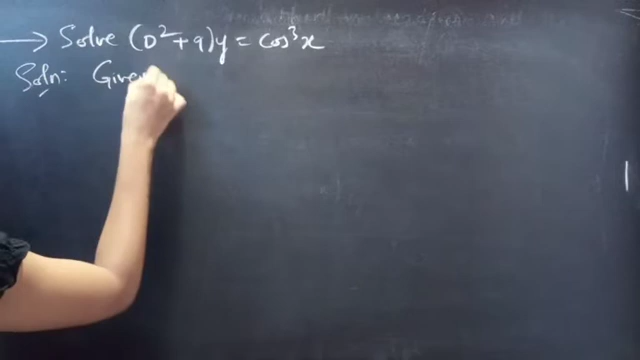 → Solve (D²+9)y = cos³x
Soln: Given